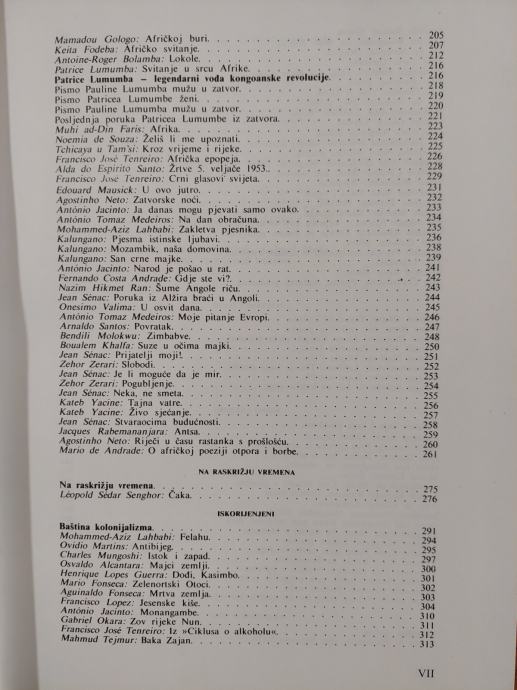 Mamadou Gologo: Afričkoj buri. 205
Keita Fodeba: Afričko svitanje. 207
Antoine-Roger Bolamba: Lokole. 212
Patrice Lumumba: Svitanje u srcu Afrike. 216
Patrice Lumumba – legendarni vođa kongoanske revolucije. 216
Pismo Pauline Lumumba mužu u zatvor. 218
Pismo Patricea Lumumbe ženi. 219
Pismo Pauline Lumumba mužu u zatvor. 220
Posljednja poruka Patricea Lumumbe iz zatvora. 221
Muhi ad-Din Faris: Afrika. 223
Noemia de Souza: Želiš li me upoznati. 224
Tchicaya u Tam'si: Kroz vrijeme i rijeke. 225
Francisco José Tenreiro: Afrička epopeja. 226
Alda do Espirito Santo: Žrtve 5. veljače 1953. 228
Francisco José Tenreiro: Crni glasovi svijeta. 229
Edouard Mausick: U ovo jutro. 231
Agostinho Neto: Zatvorske noći. 232
António Jacinto: Ja danas mogu pjevati samo ovako. 233
António Tomaz Medeiros: Na dan obračuna. 234
Mohammed-Aziz Lahbabi: Zakletva pjesnika. 235
Kalungano: Pjesma istinske ljubavi. 236
Kalungano: Mozambik, naša domovina. 238
Kalungano: San crne majke. 239
António Jacinto: Narod je pošao u rat. 241
Fernando Costa Andrade: Gdje ste vi?. 242
Nazim Hikmet Ran: Šume Angole riču. 243
Jean Sénac: Poruka iz Alžira braći u Angoli. 244
Onesimo Valima: U osvit dana. 245
António Tomaz Medeiros: Moje pitanje Evropi. 246
Arnaldo Santos: Povratak. 247
Bendili Molokwu: Zimbabve. 248
Boualem Khalfa: Suze u očima majki. 250
Jean Sénac: Prijatelji moji!. 251
Zehor Zerari: Slobodi. 252
Jean Sénac: Je li moguće da je mir. 253
Zehor Zerari: Pogubljenje. 254
Jean Sénac: Neka, ne smeta. 255
Kateb Yacine: Tajna vatre. 256
Kateb Yacine: Živo sjećanje. 257
Jean Sénac: Stvaraocima budućnosti. 258
Jacques Rabemananjara: Antsa. 259
Agostinho Neto: Riječi u času rastanka s prošlošću. 260
Mario de Andrade: O afričkoj poeziji otpora i borbe. 261
NA RASKRIŽJU VREMENA
Na raskrižju vremena. 275
Léopold Sédar Senghor: Čaka. 276
ISKORIJENJENI
Baština kolonijalizma. 291
Mohammed-Aziz Lahbabi: Felahu. 294
Ovidio Martins: Antibijeg. 295
Charles Mungoshi: Istok i zapad. 297
Osvaldo Alcantara: Majci zemlji. 300
Henrique Lopes Guerra: Dođi, Kasimbo. 301
Mario Fonseca: Zelenortski Otoci. 302
Aguinaldo Fonseca: Mrtva zemlja. 303
Francisco Lopez: Jesenske kiše. 304
António Jacinto: Monangambe. 310
Gabriel Okara: Zov rijeke Nun. 311
Francisco José Tenreiro: Iz »Ciklusa o alkoholu«. 312
Mahmud Tejmur: Baka Zajan. 313
VII